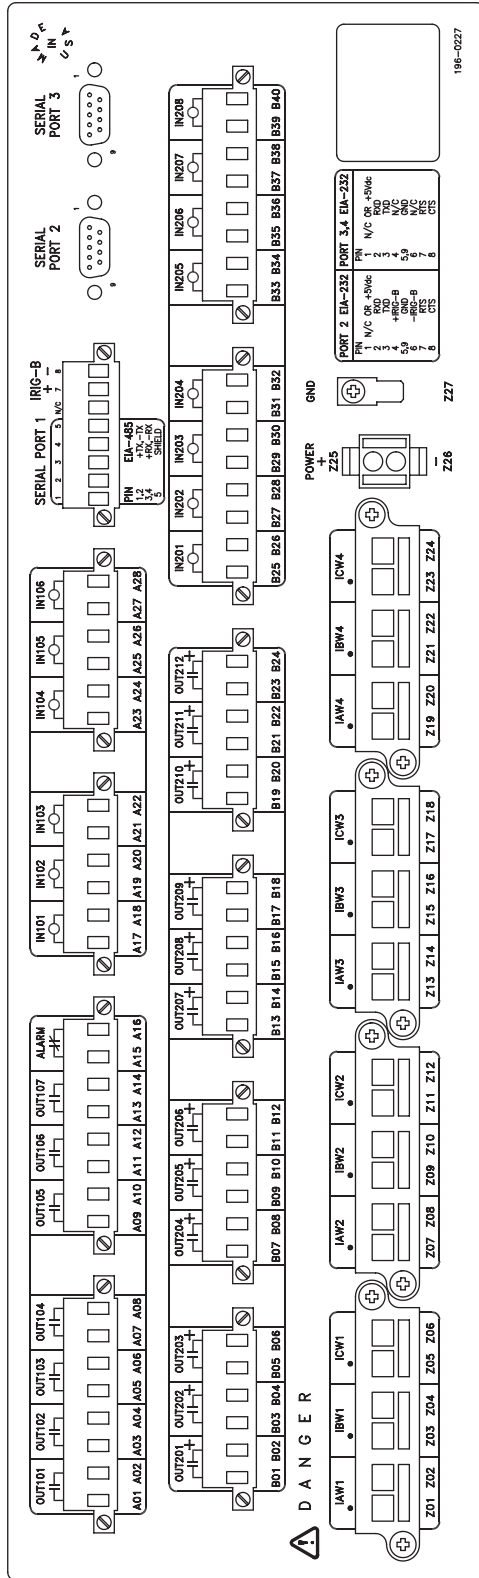 OUT101 OUT102 OUT103 OUT104
A01 A02 A03 A04 A05 A06 A07 A08
OUT105 OUT106 OUT107 ALARM
A09 A10 A11 A12 A13 A14 A15 A16
IN101 IN102 IN103
A17 A18 A19 A20 A21 A22
IN104 IN105 IN106
A23 A24 A25 A26 A27 A28
SERIAL PORT 1 IRIG-B
+ −
1 2 3 4 5 N/C 7 8
PIN EIA-485
1,2 +TX,-TX
3,4 +RX,-RX
5 SHIELD
SERIAL
PORT 2
1
9
SERIAL
PORT 3
1
9
MADE
IN
USA
OUT201 OUT202 OUT203
+ + +
B01 B02 B03 B04 B05 B06
OUT204 OUT205 OUT206
+ + +
B07 B08 B09 B10 B11 B12
OUT207 OUT208 OUT209
+ + +
B13 B14 B15 B16 B17 B18
OUT210 OUT211 OUT212
+ + +
B19 B20 B21 B22 B23 B24
IN201 IN202 IN203 IN204
B25 B26 B27 B28 B29 B30 B31 B32
IN205 IN206 IN207 IN208
B33 B34 B35 B36 B37 B38 B39 B40
! DANGER
IAW1 IBW1 ICW1
Z01 Z02 Z03 Z04 Z05 Z06
IAW2 IBW2 ICW2
Z07 Z08 Z09 Z10 Z11 Z12
IAW3 IBW3 ICW3
Z13 Z14 Z15 Z16 Z17 Z18
IAW4 IBW4 ICW4
Z19 Z20 Z21 Z22 Z23 Z24
POWER
+ −
Z25 Z26
GND
Z27
PORT 2 EIA-232
PIN
1 N/C OR +5Vdc
2 RXD
3 TXD
4 +IRIG-B
5,9 GND
6 -IRIG-B
7 RTS
8 CTS
PORT 3,4 EIA-232
PIN
1 N/C OR +5Vdc
2 RXD
3 TXD
4 N/C
5,9 GND
6 N/C
7 RTS
8 CTS
196-0227